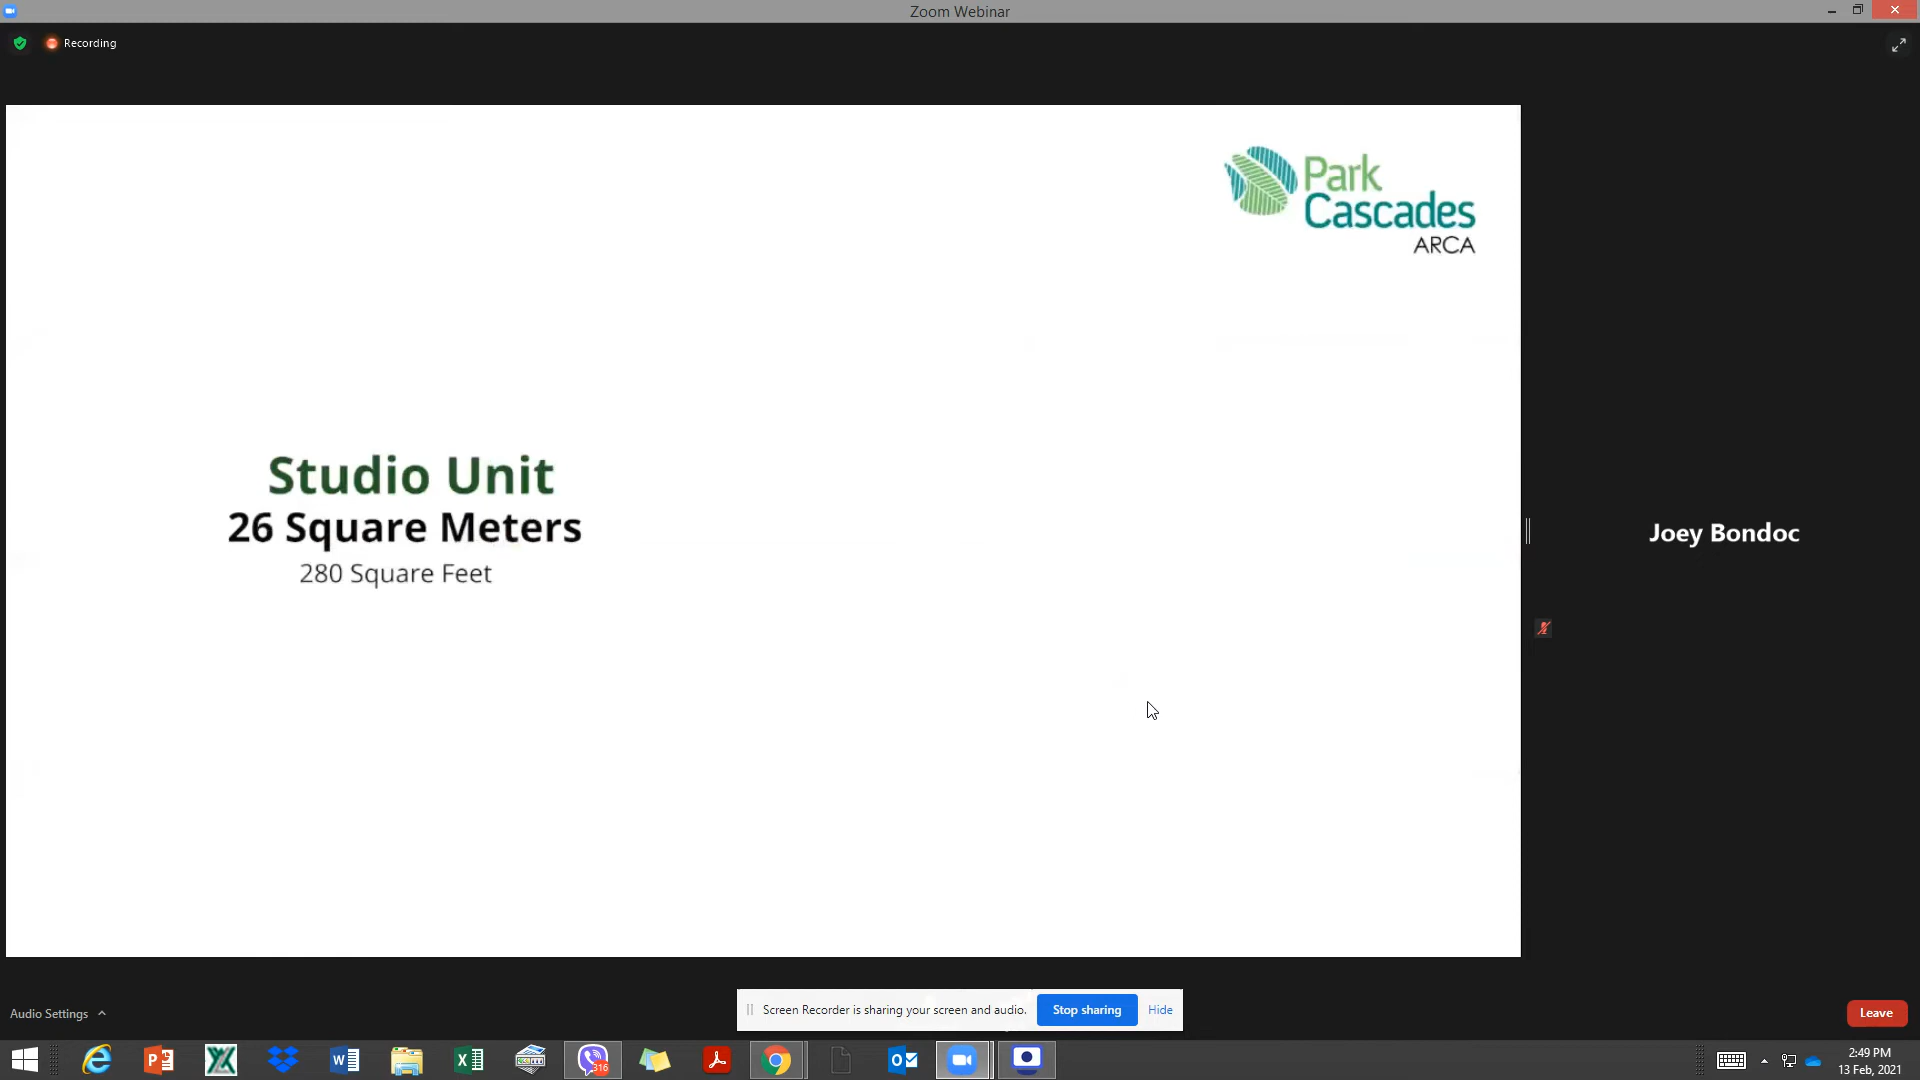 Zoom Webinar
Recording
Park
Cascades
ARCA
Studio Unit
26 Square Meters
280 Square Feet
Joey Bondoc
Screen Recorder is sharing your screen and audio.
Stop sharing
Hide
Audio Settings
Leave
316
2:49 PM
13 Feb, 2021